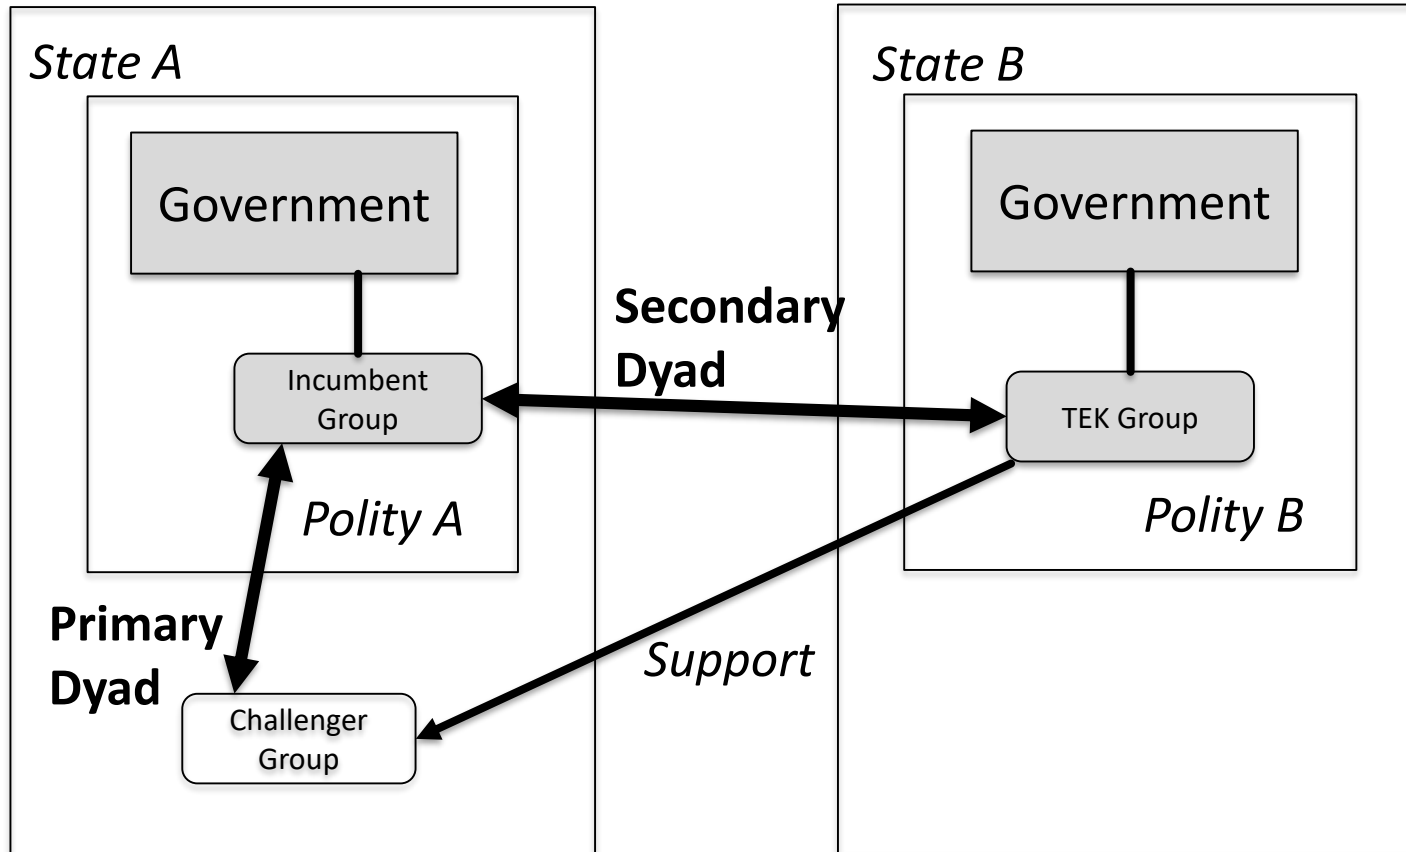 State A
Government
Incumbent
Group
Polity A
Primary
Dyad
Challenger
Group
Secondary
Dyad
Support
State B
Government
TEK Group
Polity B